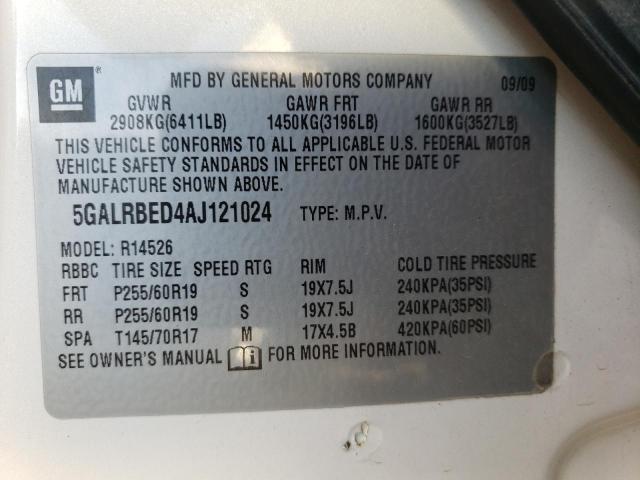 GM ®
MFD BY GENERAL MOTORS COMPANY 09/09
GVWR GAWR FRT GAWR RR
2908KG(6411LB) 1450KG(3196LB) 1600KG(3527LB)
THIS VEHICLE CONFORMS TO ALL APPLICABLE U.S. FEDERAL MOTOR
VEHICLE SAFETY STANDARDS IN EFFECT ON THE DATE OF
MANUFACTURE SHOWN ABOVE.
5GALRBED4AJ121024 TYPE: M.P.V.
MODEL: R14526
RBBC TIRE SIZE SPEED RTG RIM COLD TIRE PRESSURE
FRT P255/60R19 S 19X7.5J 240KPA(35PSI)
RR P255/60R19 S 19X7.5J 240KPA(35PSI)
SPA T145/70R17 M 17X4.5B 420KPA(60PSI)
SEE OWNER'S MANUAL i FOR MORE INFORMATION.